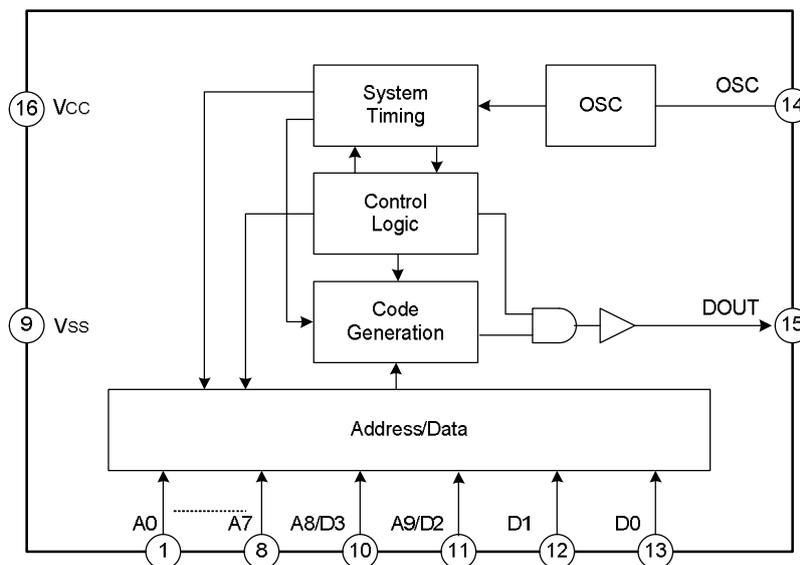 System
Timing
OSC
OSC
14
16
VCC
Control
Logic
Code
Generation
DOUT
15
9
VSS
Address/Data
A0
A7
A8/D3
A9/D2
D1
D0
1
8
10
11
12
13